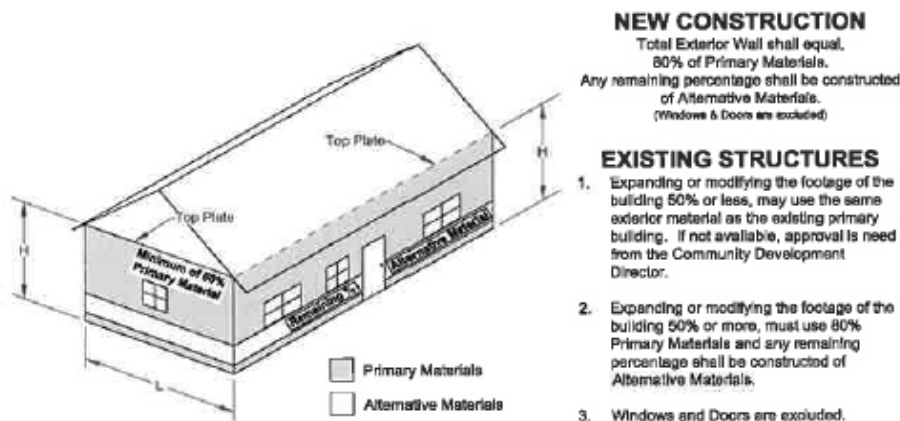 NEW CONSTRUCTION
Total Exterior Wall shall equal,
80% of Primary Materials.
Any remaining percentage shall be constructed
of Alternative Materials.
(Windows & Doors are excluded)
EXISTING STRUCTURES
1. Expanding or modifying the footage of the
building 50% or less, may use the same
exterior material as the existing primary
building. If not available, approval is need
from the Community Development
Director.
2. Expanding or modifying the footage of the
building 50% or more, must use 80%
Primary Materials and any remaining
percentage shall be constructed of
Alternative Materials.
3. Windows and Doors are excluded.
Top Plate
H
Top Plate
H
Minimum of 80%
Primary Material
Remaining %
Alternative Material
L
Primary Materials
Alternative Materials